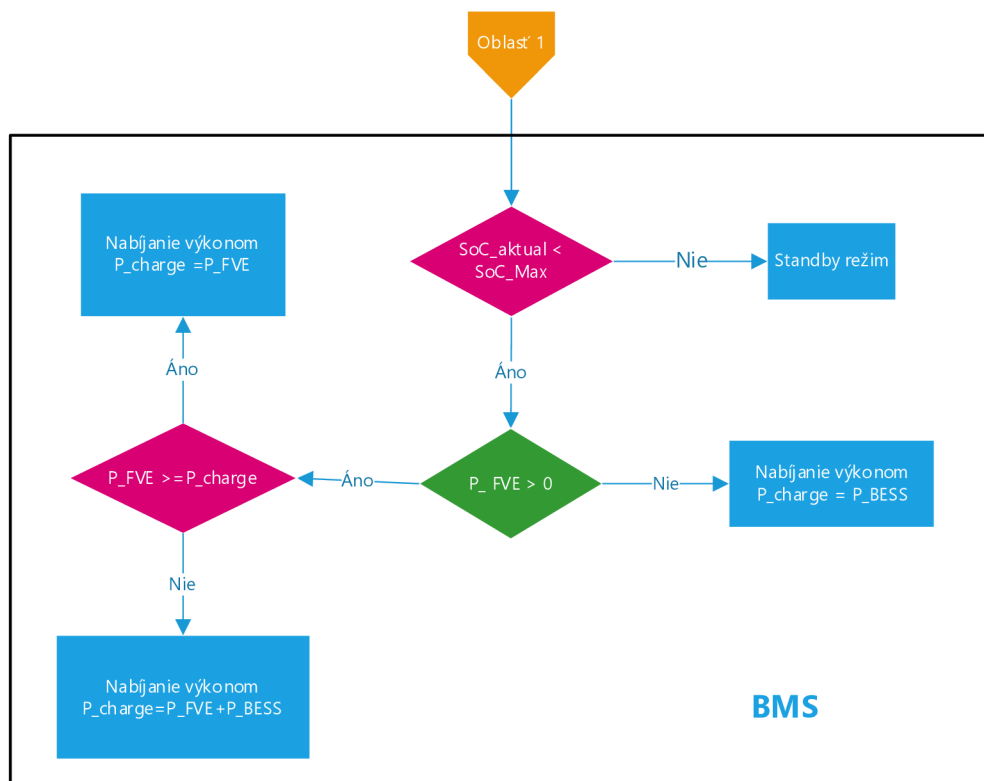 Oblasť 1
SoC_aktual <
SoC_Max
Nie
Standby režim
Áno
P_ FVE > 0
Nie
Nabíjanie výkonom
P_charge = P_BESS
Áno
P_FVE >=P_charge
Áno
Nabíjanie výkonom
P_charge =P_FVE
Nie
Nabíjanie výkonom
P_charge=P_FVE+P_BESS
BMS